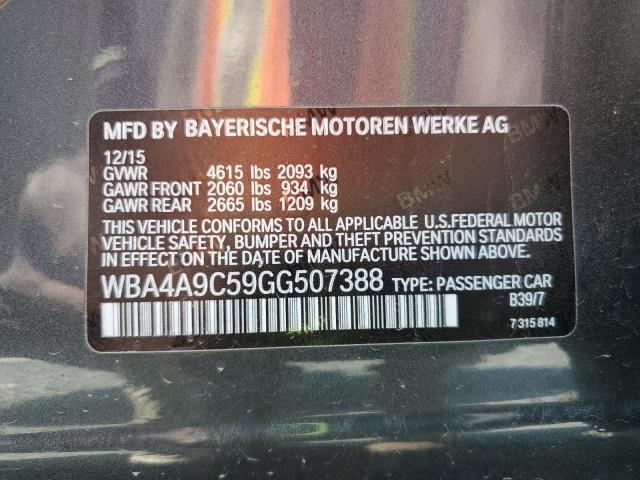 MFD BY BAYERISCHE MOTOREN WERKE AG
12/15
GVWR 4615 lbs 2093 kg
GAWR FRONT 2060 lbs 934 kg
GAWR REAR 2665 lbs 1209 kg
THIS VEHICLE CONFORMS TO ALL APPLICABLE U.S.FEDERAL MOTOR
VEHICLE SAFETY, BUMPER AND THEFT PREVENTION STANDARDS
IN EFFECT ON THE DATE OF MANUFACTURE SHOWN ABOVE.
WBA4A9C59GG507388 TYPE: PASSENGER CAR
B39/7
7 315 814